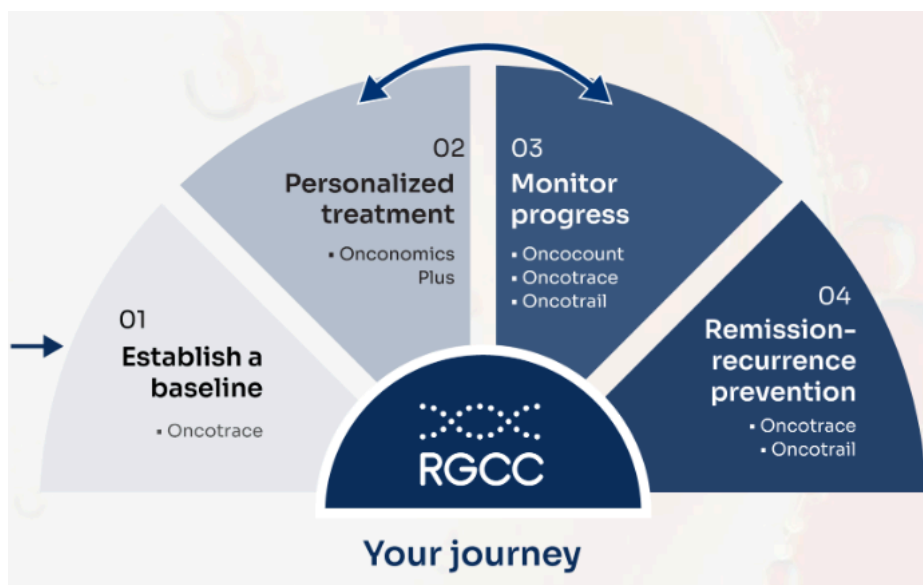 01
Establish a
baseline
▪ Oncotrace
02
Personalized
treatment
▪ Onconomics
Plus
03
Monitor
progress
▪ Oncocount
▪ Oncotrace
▪ Oncotrail
04
Remission-
recurrence
prevention
▪ Oncotrace
▪ Oncotrail
RGCC
Your journey